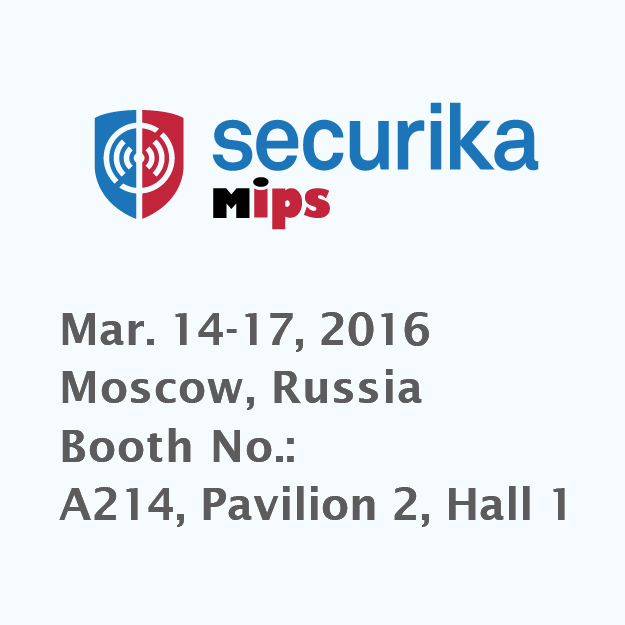 securika
Mips
Mar. 14-17, 2016
Moscow, Russia
Booth No.:
A214, Pavilion 2, Hall 1